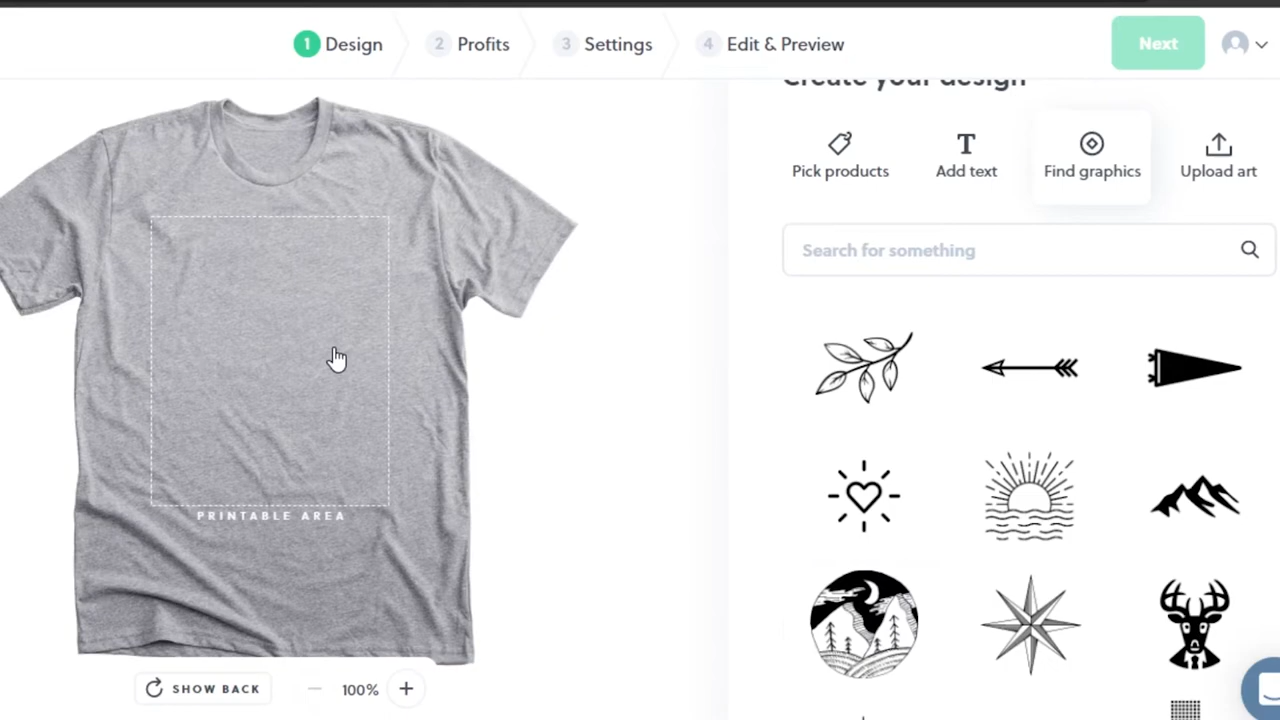 1 Design
2 Profits
3 Settings
4 Edit & Preview
Next
Create your design
Pick products
Add text
Find graphics
Upload art
Search for something
PRINTABLE AREA
SHOW BACK
100%